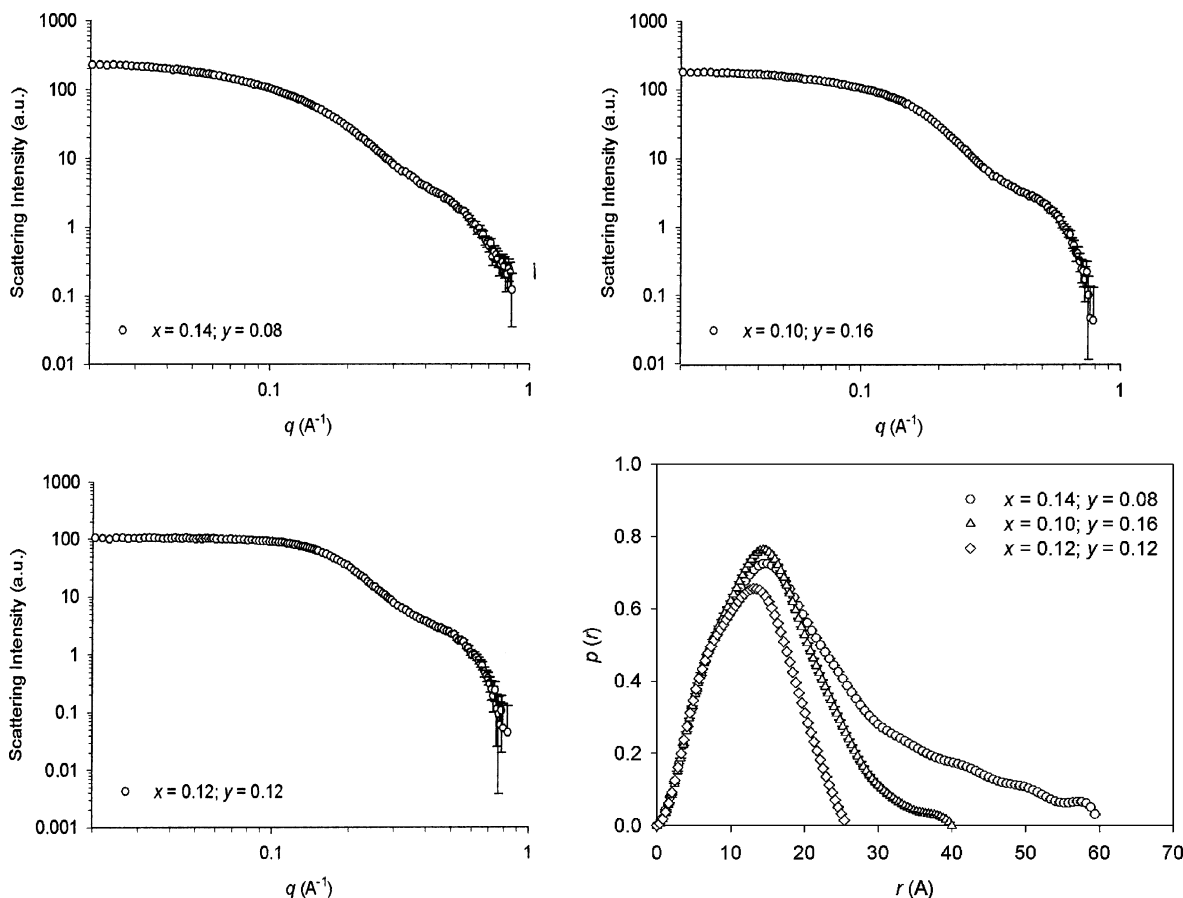 1000
100
10
1
0.1
0.01
Scattering Intensity (a.u.)
x = 0.14; y = 0.08
0.1
1
q (A⁻¹)
1000
100
10
1
0.1
0.01
Scattering Intensity (a.u.)
x = 0.10; y = 0.16
0.1
1
q (A⁻¹)
1000
100
10
1
0.1
0.01
0.001
Scattering Intensity (a.u.)
x = 0.12; y = 0.12
0.1
1
q (A⁻¹)
1.0
0.8
0.6
0.4
0.2
0.0
p (r)
x = 0.14; y = 0.08
x = 0.10; y = 0.16
x = 0.12; y = 0.12
0 10 20 30 40 50 60 70
r (A)